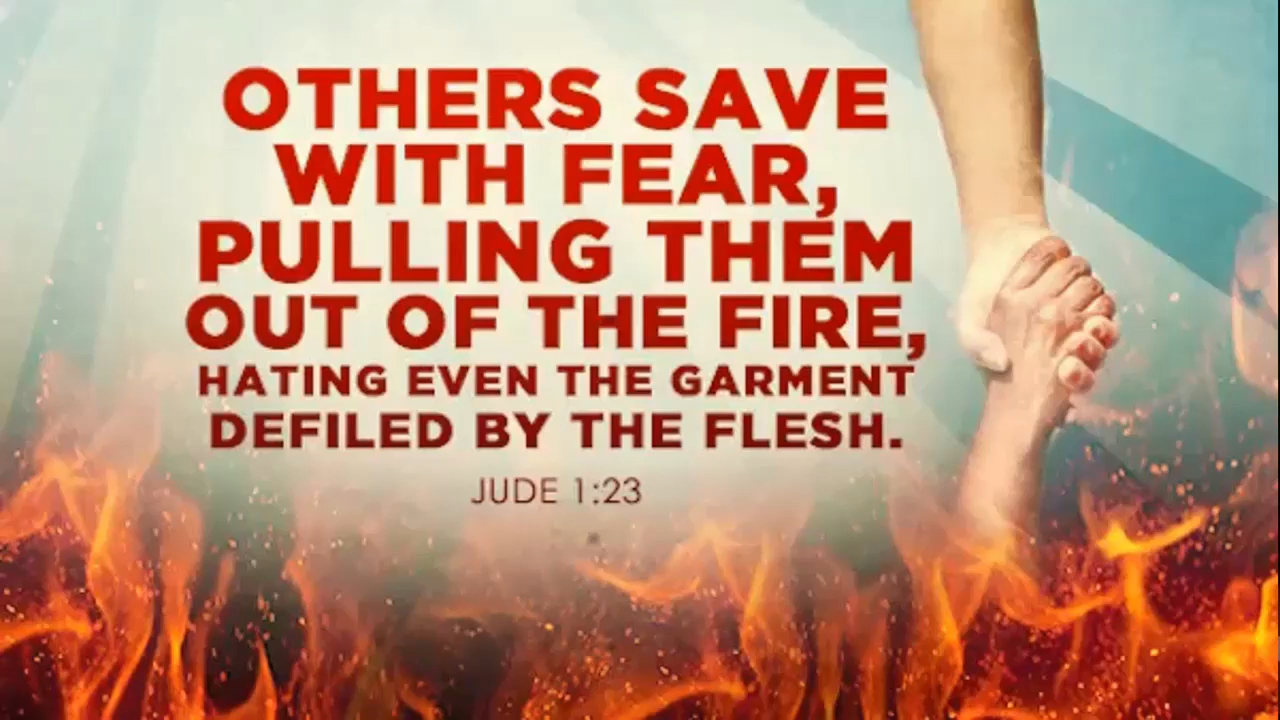 OTHERS SAVE
WITH FEAR,
PULLING THEM
OUT OF THE FIRE,
HATING EVEN THE GARMENT
DEFILED BY THE FLESH.
JUDE 1:23